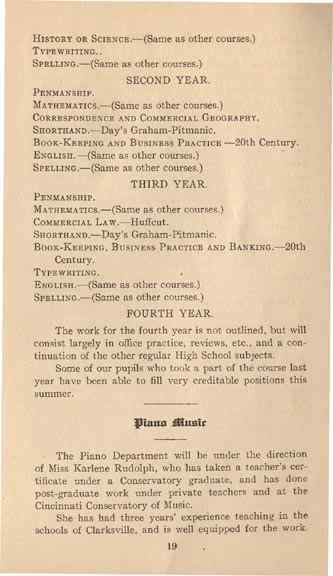 HISTORY OR SCIENCE.—(Same as other courses.)
TYPEWRITING..
SPELLING.—(Same as other courses.)
SECOND YEAR.
PENMANSHIP.
MATHEMATICS.—(Same as other courses.)
CORRESPONDENCE AND COMMERCIAL GEOGRAPHY.
SHORTHAND.—Day's Graham-Pitmanic.
BOOK-KEEPING AND BUSINESS PRACTICE—20th Century.
ENGLISH.—(Same as other courses.)
SPELLING.—(Same as other courses.)
THIRD YEAR.
PENMANSHIP.
MATHEMATICS.—(Same as other courses.)
COMMERCIAL LAW.—Huffcut.
SHORTHAND.—Day's Graham-Pitmanic.
BOOK-KEEPING, BUSINESS PRACTICE AND BANKING.—20th
Century.
TYPEWRITING.
ENGLISH.—(Same as other courses.)
SPELLING.—(Same as other courses.)
FOURTH YEAR.
The work for the fourth year is not outlined, but will
consist largely in office practice, reviews, etc., and a con-
tinuation of the other regular High School subjects.
Some of our pupils who took a part of the course last
year have been able to fill very creditable positions this
summer.
Piano Music
The Piano Department will be under the direction
of Miss Karlene Rudolph, who has taken a teacher's cer-
tificate under a Conservatory graduate, and has done
post-graduate work under private teachers and at the
Cincinnati Conservatory of Music.
She has had three years' experience teaching in the
schools of Clarksville, and is well equipped for the work.
19